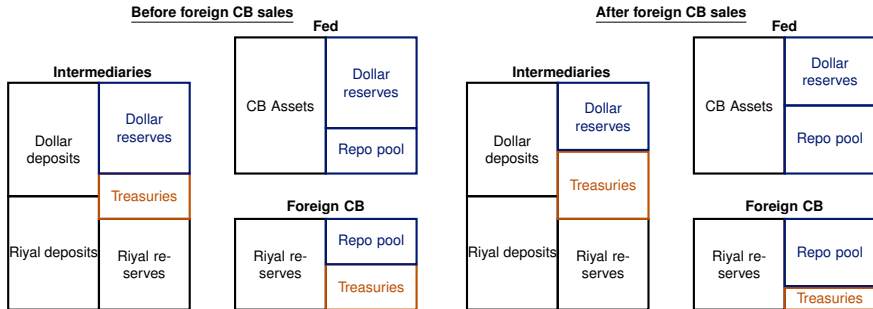 Before foreign CB sales
Fed
Intermediaries
Dollar
deposits
Dollar
reserves
Treasuries
Riyal deposits
Riyal re-
serves
CB Assets
Dollar
reserves
Repo pool
Foreign CB
Riyal re-
serves
Repo pool
Treasuries
After foreign CB sales
Fed
Intermediaries
Dollar
deposits
Dollar
reserves
Treasuries
Riyal deposits
Riyal re-
serves
CB Assets
Dollar
reserves
Repo pool
Foreign CB
Riyal re-
serves
Repo pool
Treasuries